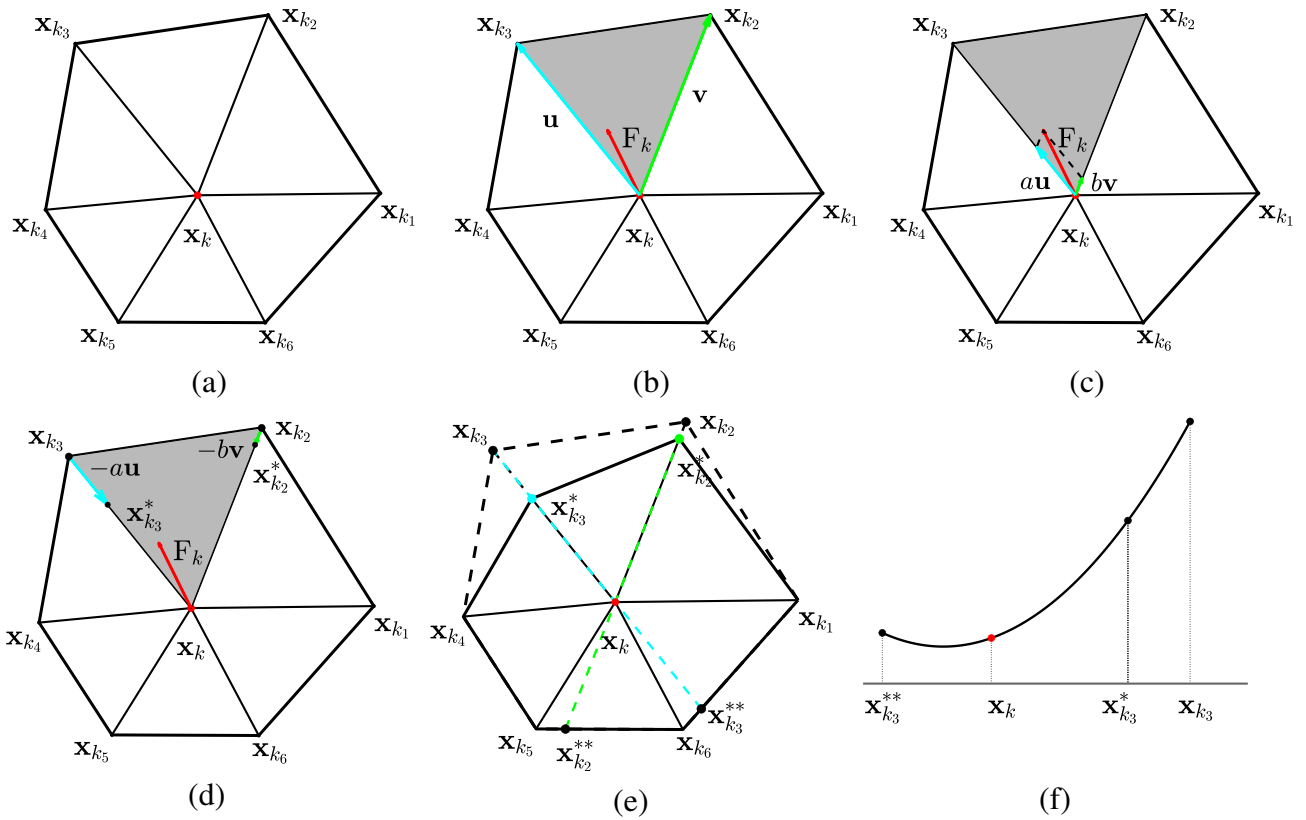 x_{k_3} x_{k_2} x_{k_3} x_{k_2} x_{k_3} x_{k_2}
u v F_k F_k
au bv
x_{k_4} x_k x_{k_1} x_{k_4} x_k x_{k_1} x_{k_4} x_k x_{k_1}
x_{k_5} x_{k_6} x_{k_5} x_{k_6} x_{k_5} x_{k_6}
(a) (b) (c)
x_{k_3} x_{k_2} x_{k_3} x_{k_2}
−au −bv
x^*_{k_3} x^*_{k_2} x^*_{k_3} x^*_{k_2}
F_k
x_{k_4} x_k x_{k_1} x_{k_4} x_k x_{k_1}
x_{k_5} x_{k_6} x_{k_5} x^{**}_{k_2} x_{k_6} x^{**}_{k_3}
x^{**}_{k_3} x_k x^*_{k_3} x_{k_3}
(d) (e) (f)